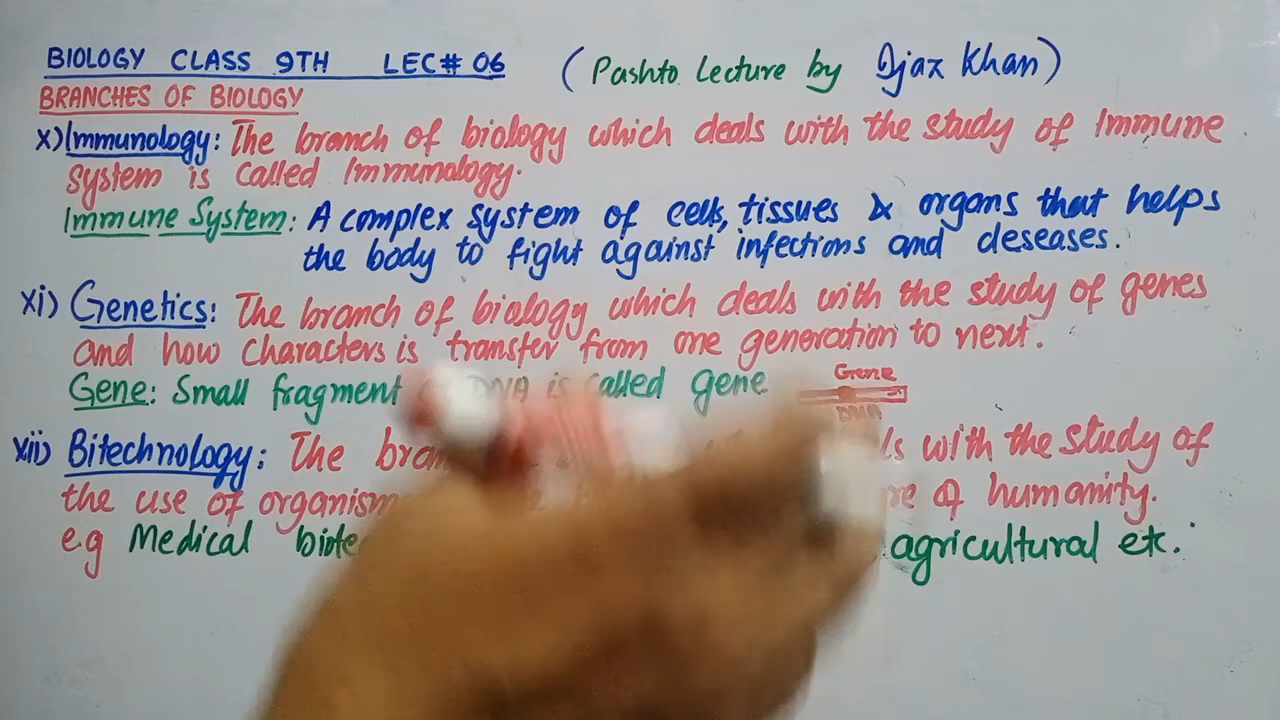 BIOLOGY CLASS 9TH LEC# 06 (Pashto Lecture by Ijaz Khan)
BRANCHES OF BIOLOGY
x) Immunology: The branch of biology which deals with the study of Immune
system is called Immunology.
Immune System: A complex system of cells, tissues & organs that helps
the body to fight against infections and deseases.
xi) Genetics: The branch of biology which deals with the study of genes
and how characters is transfer from one generation to next.
Gene: Small fragment DNA is called gene Gene
DNA
xii) Bitechnology: The with the study of
the use of organism humanity.
e.g Medical agricultural etc.